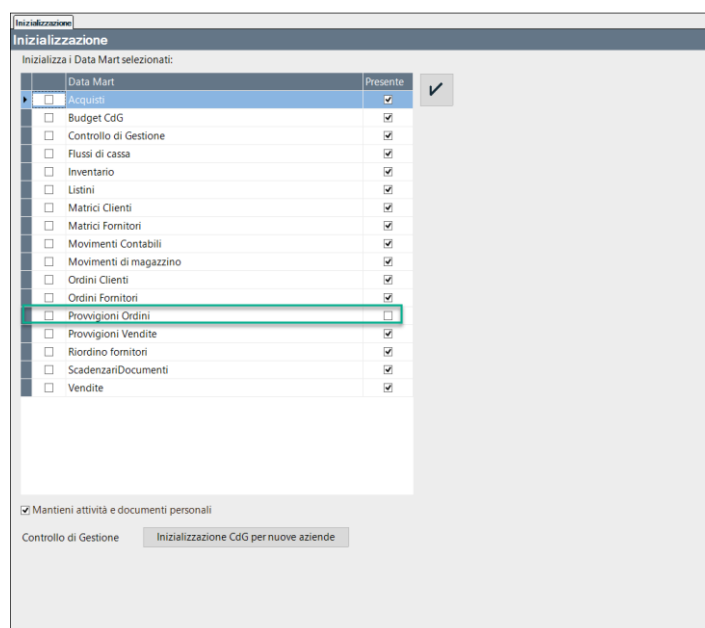 Inizializzazione
Inizializzazione
Inizializza i Data Mart selezionati:
Data Mart Presente
Acquisti
Budget CdG
Controllo di Gestione
Flussi di cassa
Inventario
Listini
Matrici Clienti
Matrici Fornitori
Movimenti Contabili
Movimenti di magazzino
Ordini Clienti
Ordini Fornitori
Provvigioni Ordini
Provvigioni Vendite
Riordino fornitori
ScadenzariDocumenti
Vendite
Mantieni attività e documenti personali
Controllo di Gestione Inizializzazione CdG per nuove aziende